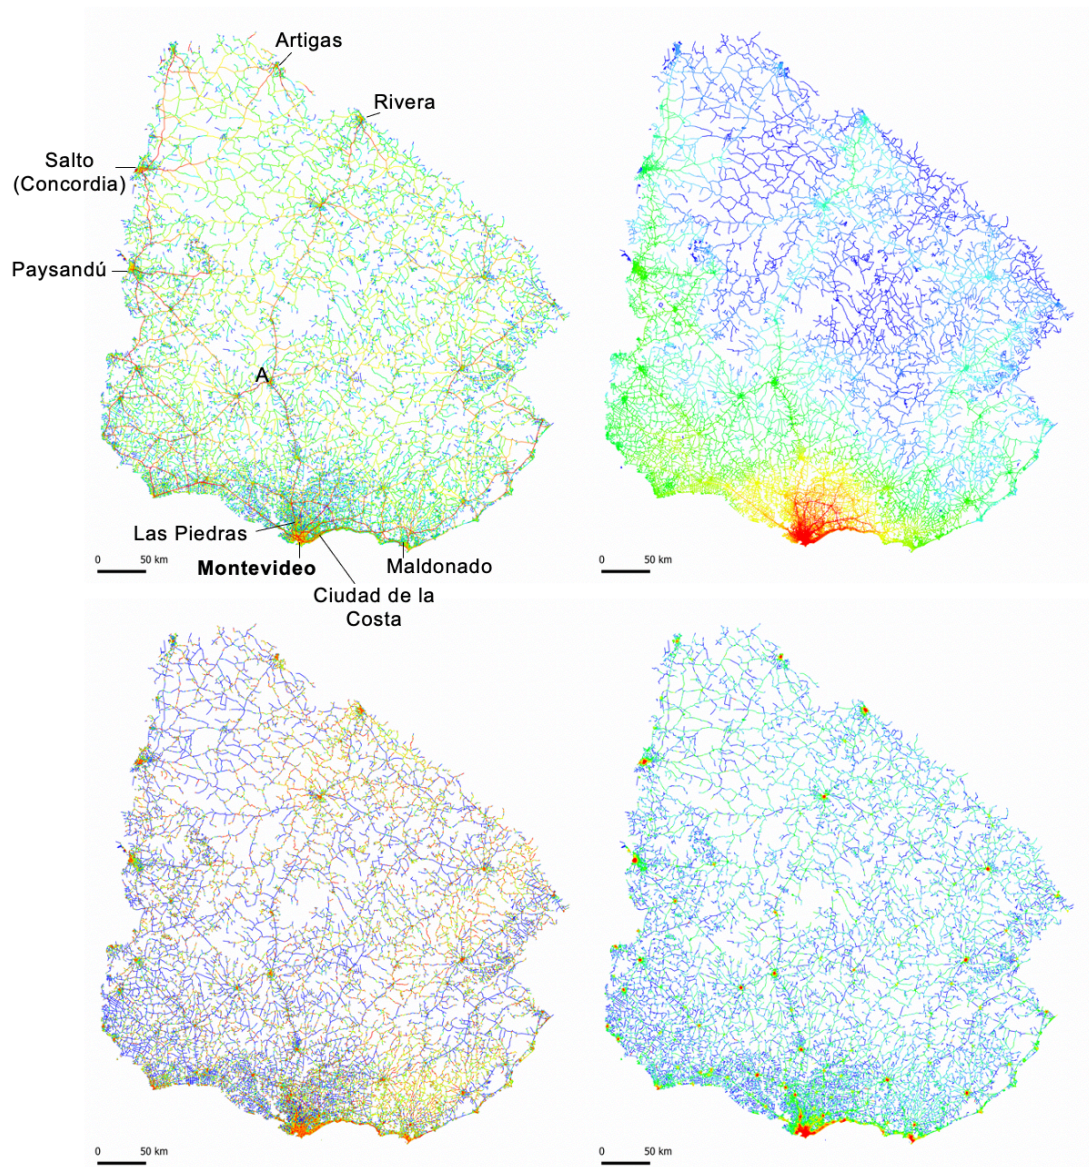 Artigas
Rivera
Salto
(Concordia)
Paysandú
A
Las Piedras
Montevideo
Maldonado
Ciudad de la
Costa
0 50 km
0 50 km
0 50 km
0 50 km